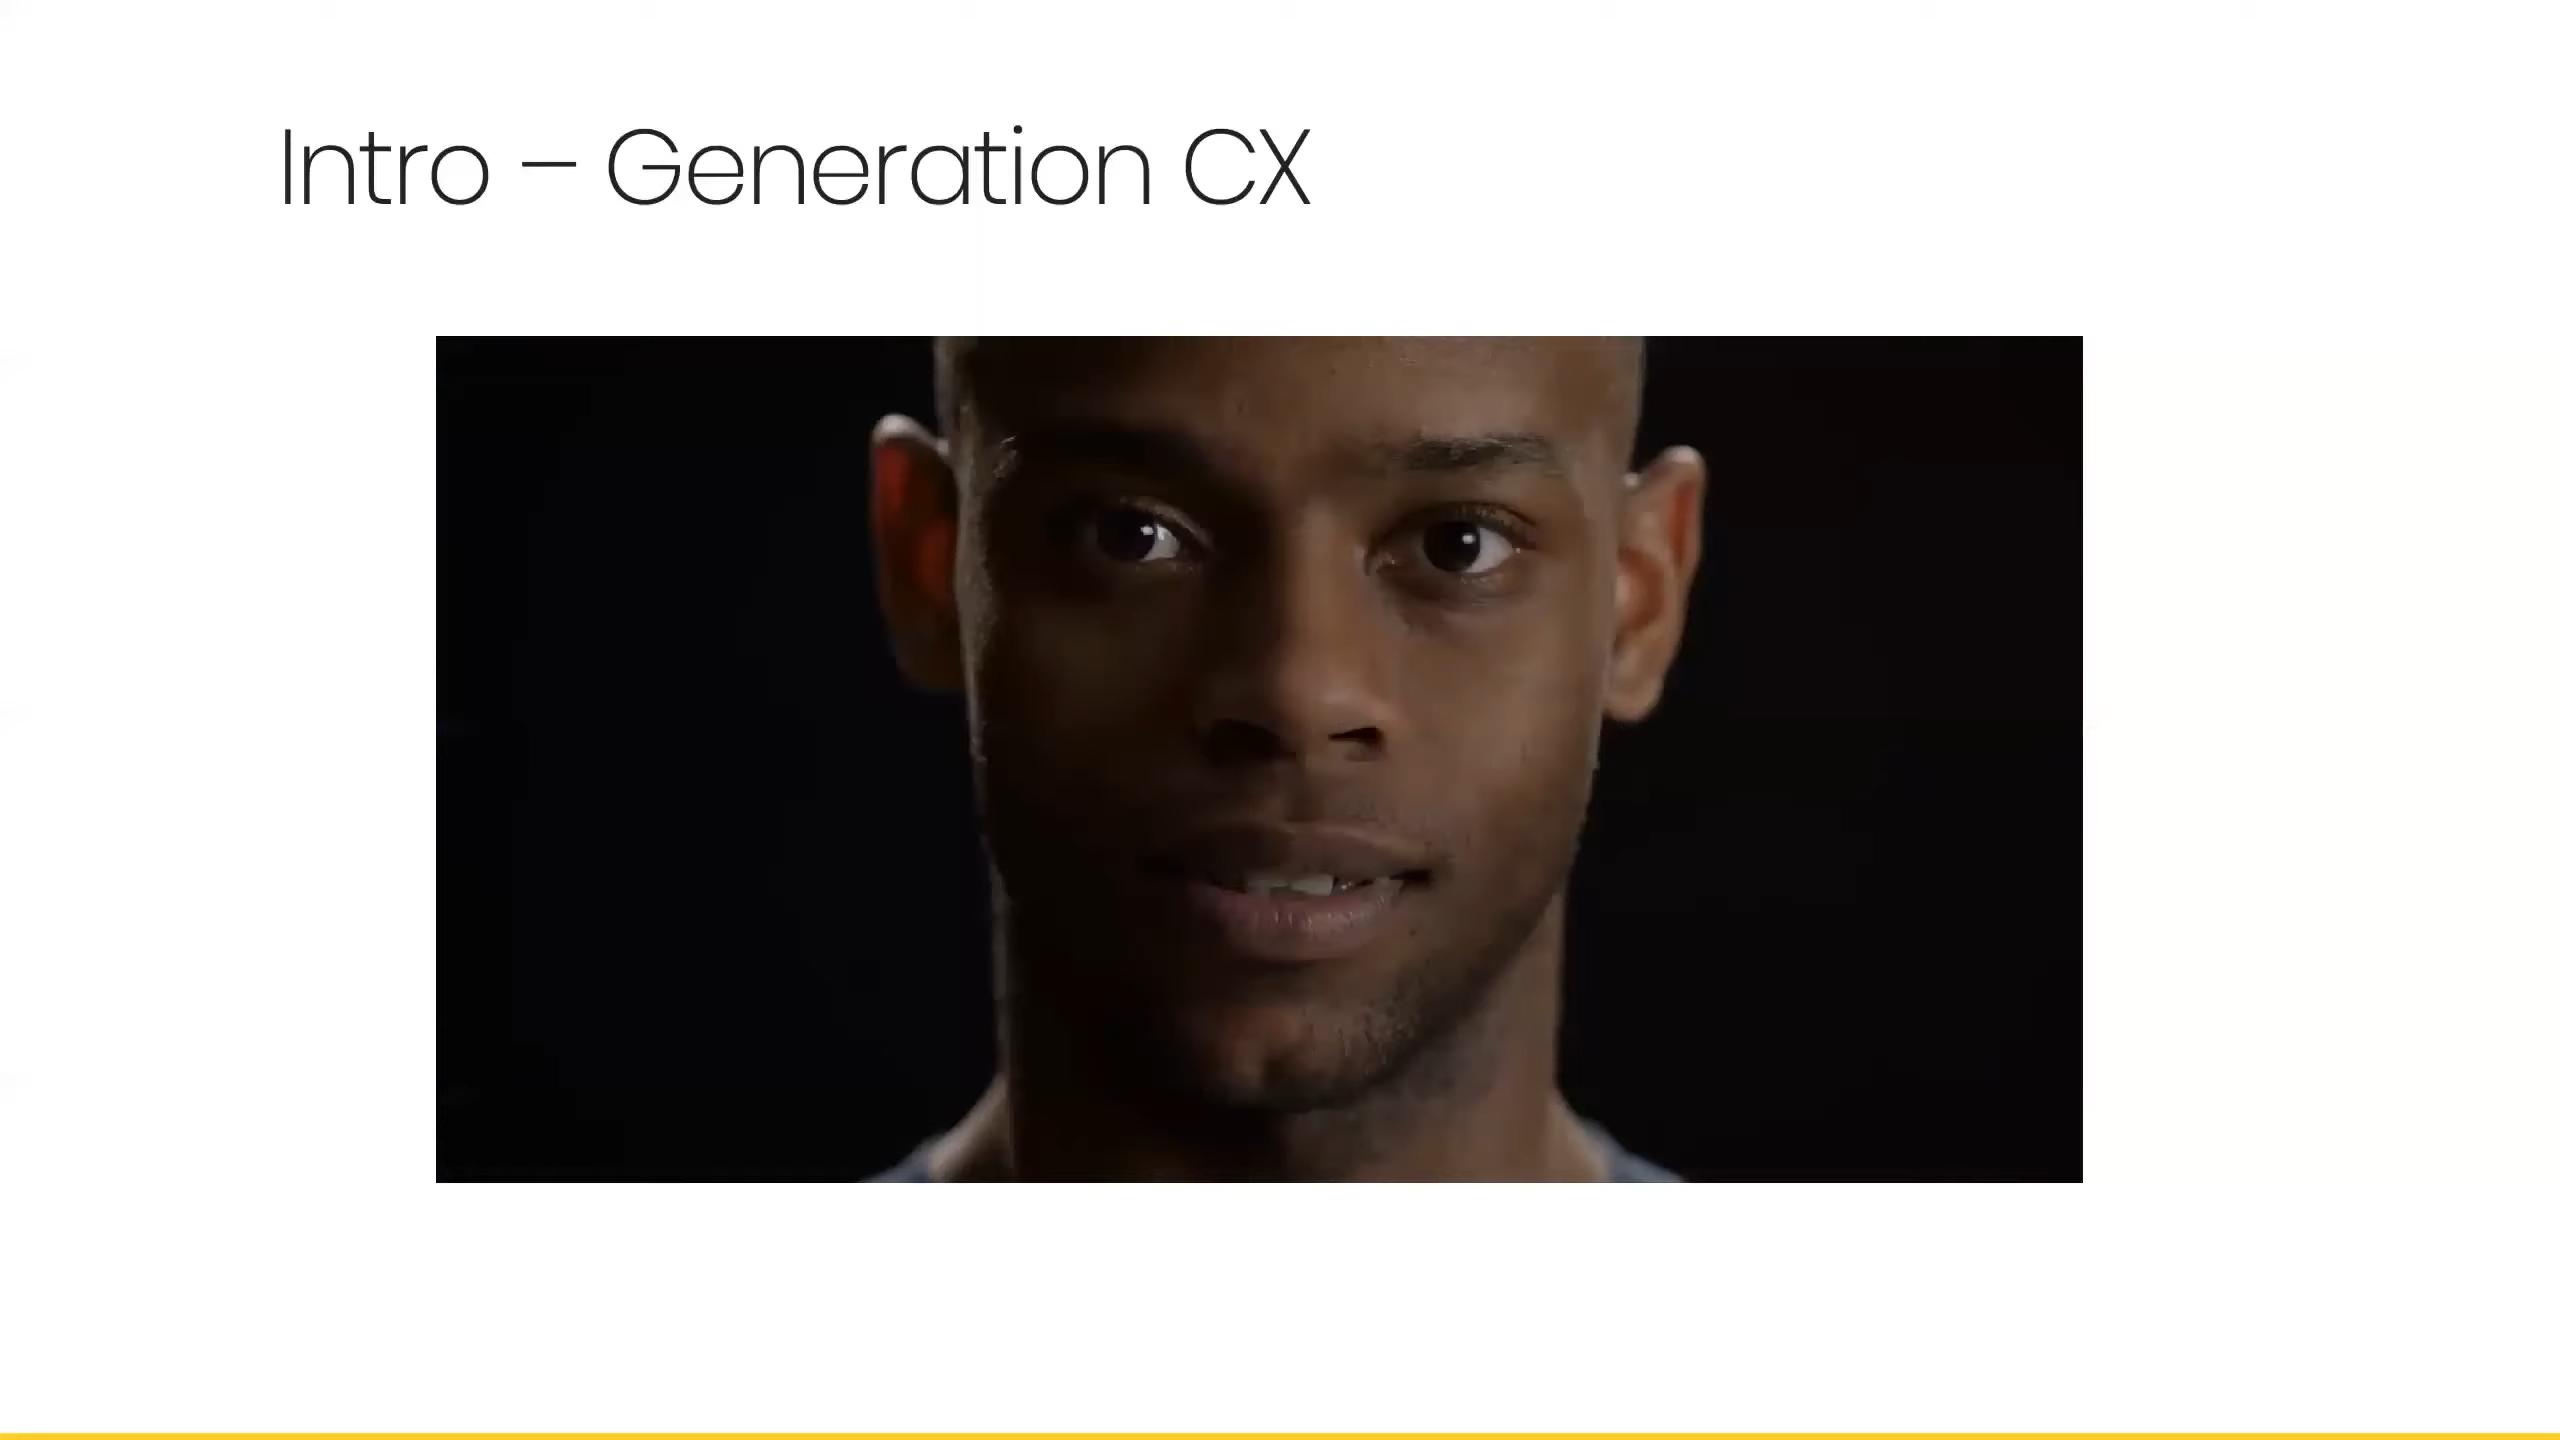 Intro – Generation CX